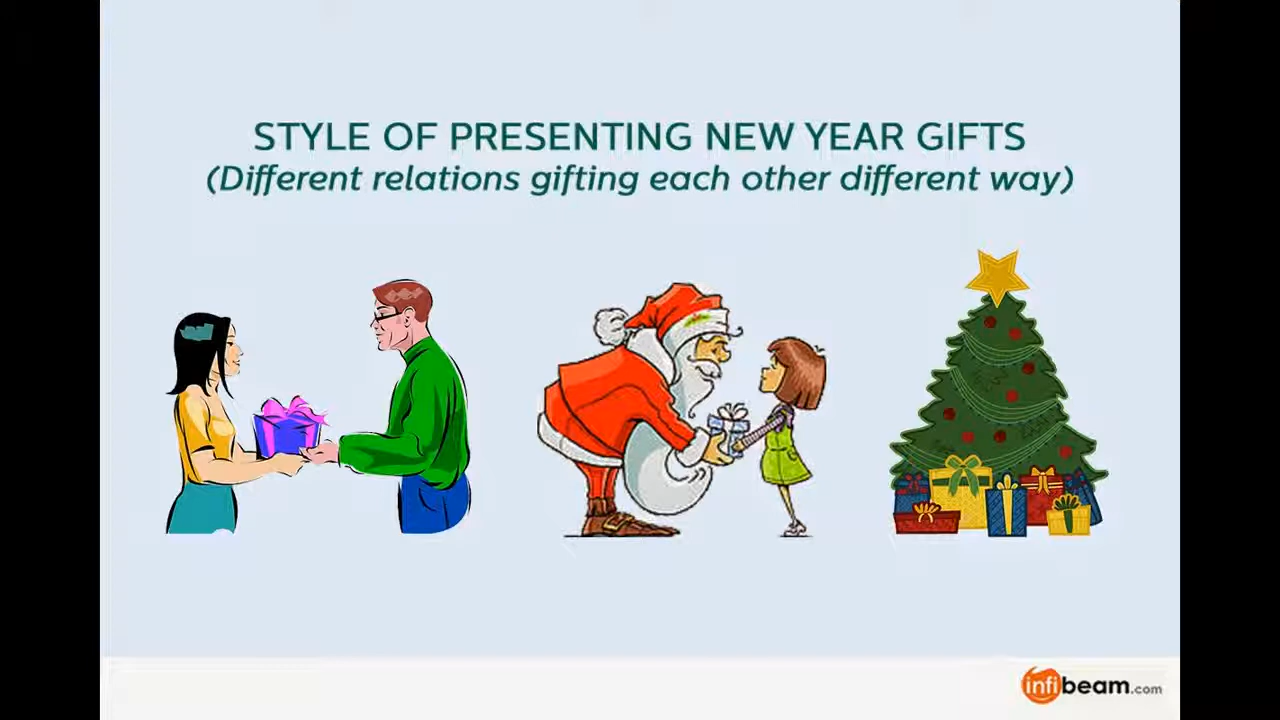 STYLE OF PRESENTING NEW YEAR GIFTS
(Different relations gifting each other different way)
infibeam.com